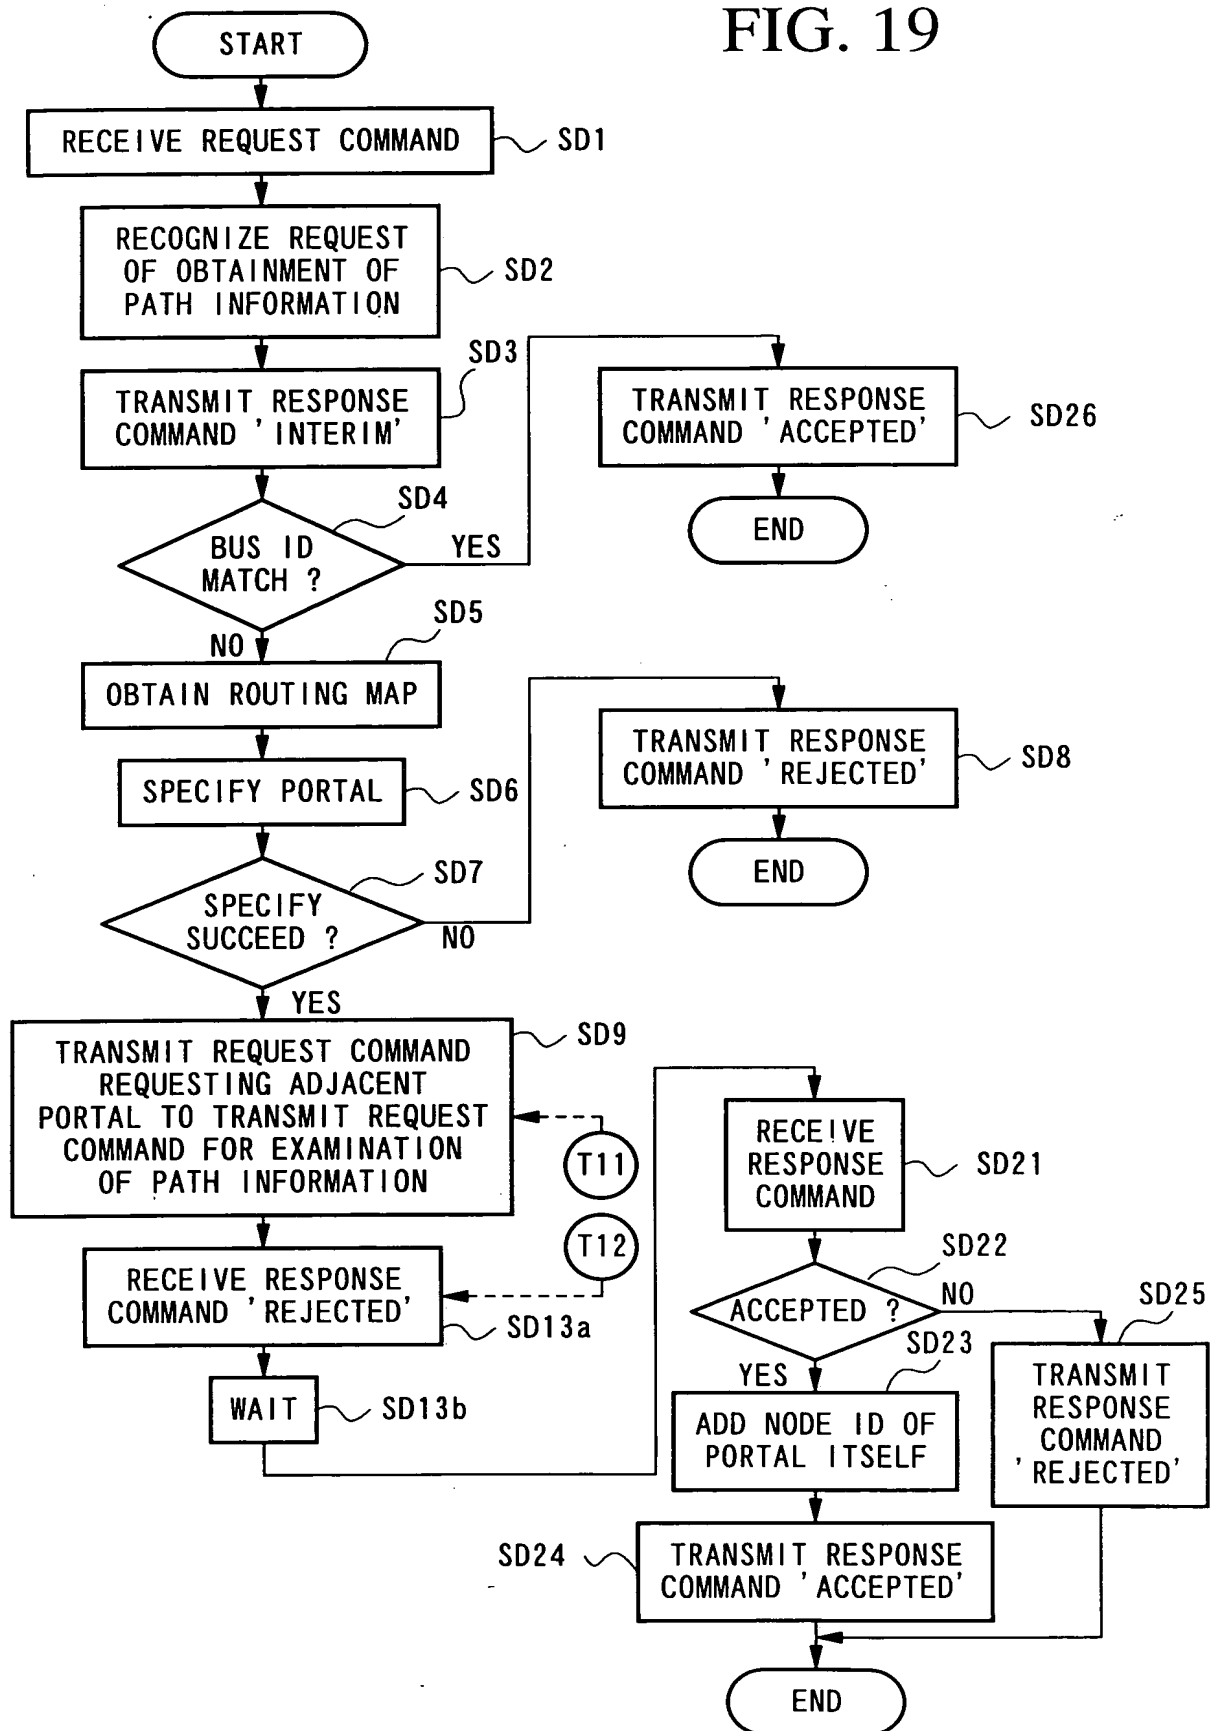 FIG. 19
START
RECEIVE REQUEST COMMAND
SD1
RECOGNIZE REQUEST
OF OBTAINMENT OF
PATH INFORMATION
SD2
SD3
TRANSMIT RESPONSE
COMMAND 'INTERIM'
TRANSMIT RESPONSE
COMMAND 'ACCEPTED'
SD26
END
SD4
BUS ID
MATCH ?
YES
NO
SD5
OBTAIN ROUTING MAP
TRANSMIT RESPONSE
COMMAND 'REJECTED'
SD8
END
SPECIFY PORTAL
SD6
SD7
SPECIFY
SUCCEED ?
NO
YES
SD9
TRANSMIT REQUEST COMMAND
REQUESTING ADJACENT
PORTAL TO TRANSMIT REQUEST
COMMAND FOR EXAMINATION
OF PATH INFORMATION
T11
T12
RECEIVE RESPONSE
COMMAND 'REJECTED'
SD13a
WAIT
SD13b
RECEIVE
RESPONSE
COMMAND
SD21
SD22
ACCEPTED ?
NO
SD25
YES
SD23
ADD NODE ID OF
PORTAL ITSELF
TRANSMIT
RESPONSE
COMMAND
'REJECTED'
SD24
TRANSMIT RESPONSE
COMMAND 'ACCEPTED'
END